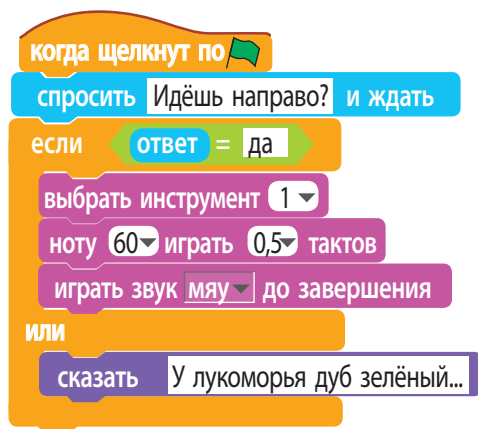 когда щелкнут по
спросить Идёшь направо? и ждать
если ответ = да
выбрать инструмент 1
ноту 60 играть 0,5 тактов
играть звук мяу до завершения
или
сказать У лукоморья дуб зелёный...